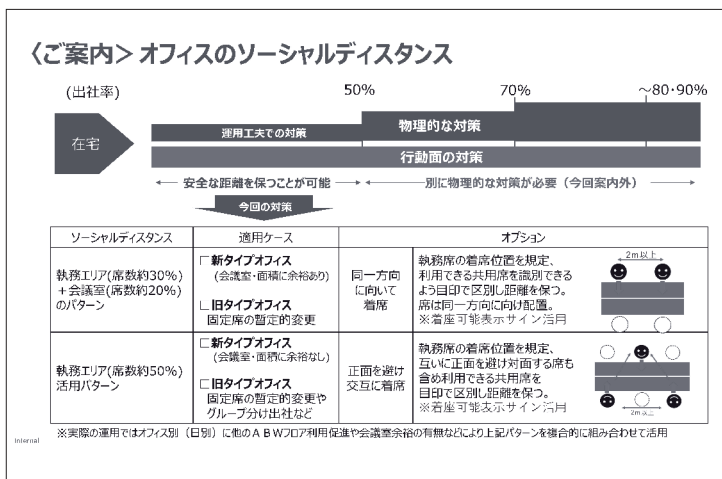 〈ご案内＞オフィスのソーシャルディスタンス
(出社率)
50%
70%
～80・90%
在宅
運用工夫での対策
物理的な対策
行動面の対策
安全な距離を保つことが可能
別に物理的な対策が必要（今回案内外）
今回の対策
ソーシャルディスタンス
適用ケース
オプション
執務エリア(席数約30%)
＋会議室(席数約20%)
のパターン
新タイプオフィス
(会議室・面積に余裕あり)
旧タイプオフィス
固定席の暫定的変更
同一方向
に向いて
着席
執務席の着席位置を規定、
利用できる共用席を識別できる
よう目印で区別し距離を保つ。
席は同一方向に向け配置。
※着座可能表示サイン活用
2m以上
執務エリア(席数約50%)
活用パターン
新タイプオフィス
(会議室・面積に余裕なし)
旧タイプオフィス
固定席の暫定的変更や
グループ分け出社など
正面を避け
交互に着席
執務席の着席位置を規定、
互いに正面を避け対面する席も
含め利用できる共用席を
目印で区別し距離を保つ。
※着座可能表示サイン活用
2m以上
※実際の運用ではオフィス別（日別）に他のＡＢＷフロア利用促進や会議室余裕の有無などにより上記パターンを複合的に組み合わせて活用
Internal